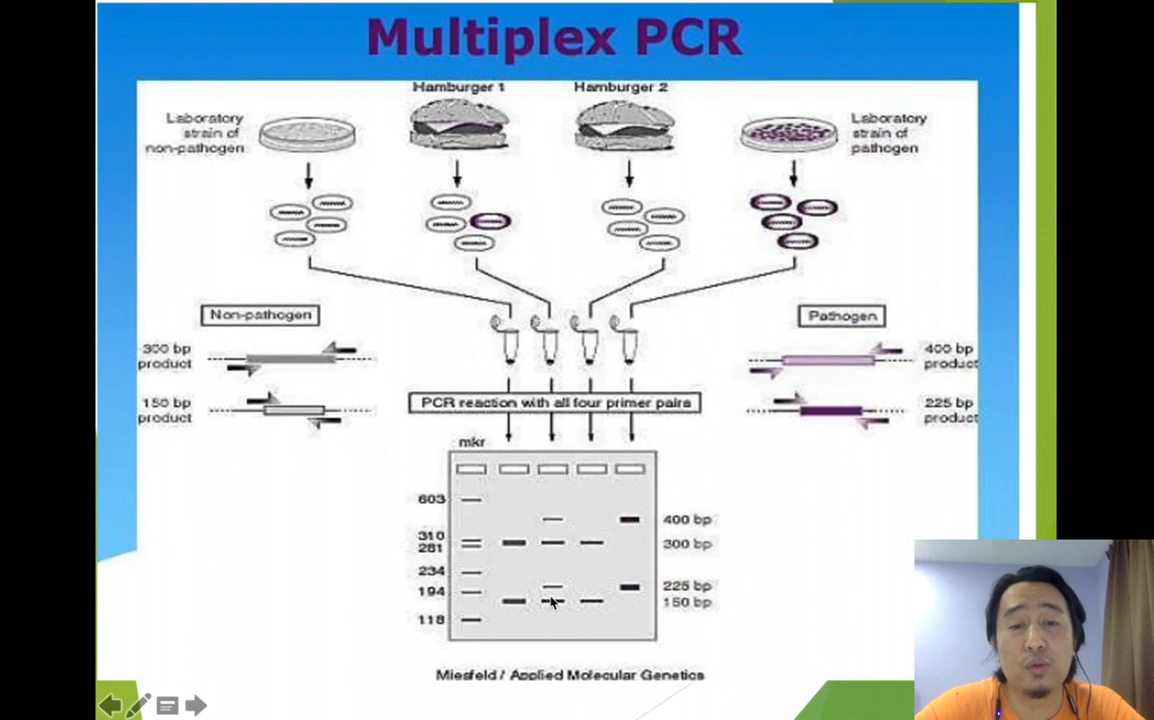 Multiplex PCR
Hamburger 1
Hamburger 2
Laboratory
strain of
non-pathogen
Laboratory
strain of
pathogen
Non-pathogen
Pathogen
300 bp
product
150 bp
product
400 bp
product
225 bp
product
PCR reaction with all four primer pairs
mkr
603
310
281
234
194
118
400 bp
300 bp
225 bp
150 bp
Miesfeld / Applied Molecular Genetics